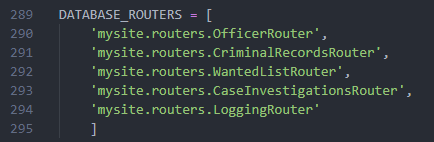 289 DATABASE_ROUTERS = [
290     'mysite.routers.OfficerRouter',
291     'mysite.routers.CriminalRecordsRouter',
292     'mysite.routers.WantedListRouter',
293     'mysite.routers.CaseInvestigationsRouter',
294     'mysite.routers.LoggingRouter'
295     ]